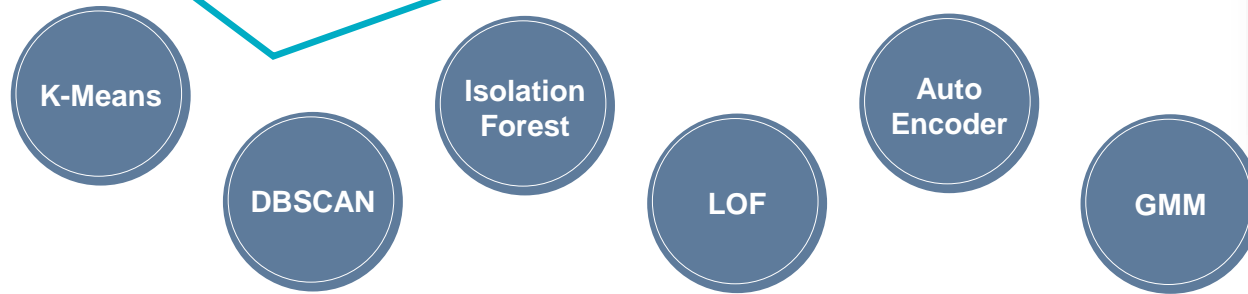 K-Means
DBSCAN
Isolation
Forest
LOF
Auto
Encoder
GMM